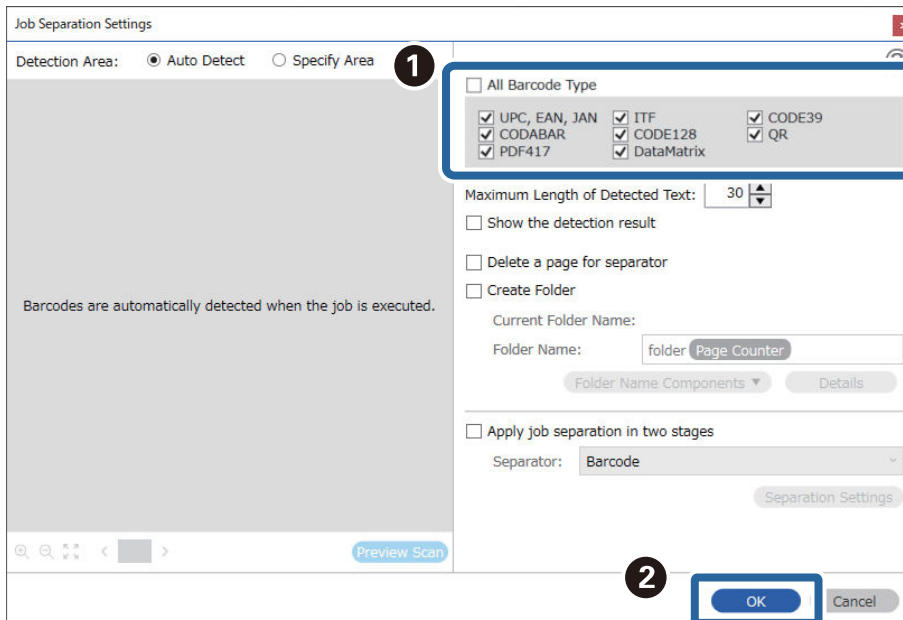 Job Separation Settings
Detection Area: Auto Detect Specify Area
1
All Barcode Type
UPC, EAN, JAN ITF CODE39
CODABAR CODE128 QR
PDF417 DataMatrix
Maximum Length of Detected Text: 30
Show the detection result
Delete a page for separator
Create Folder
Barcodes are automatically detected when the job is executed.
Current Folder Name:
Folder Name: folder Page Counter
Folder Name Components Details
Apply job separation in two stages
Separator: Barcode
Separation Settings
Preview Scan
2
OK Cancel